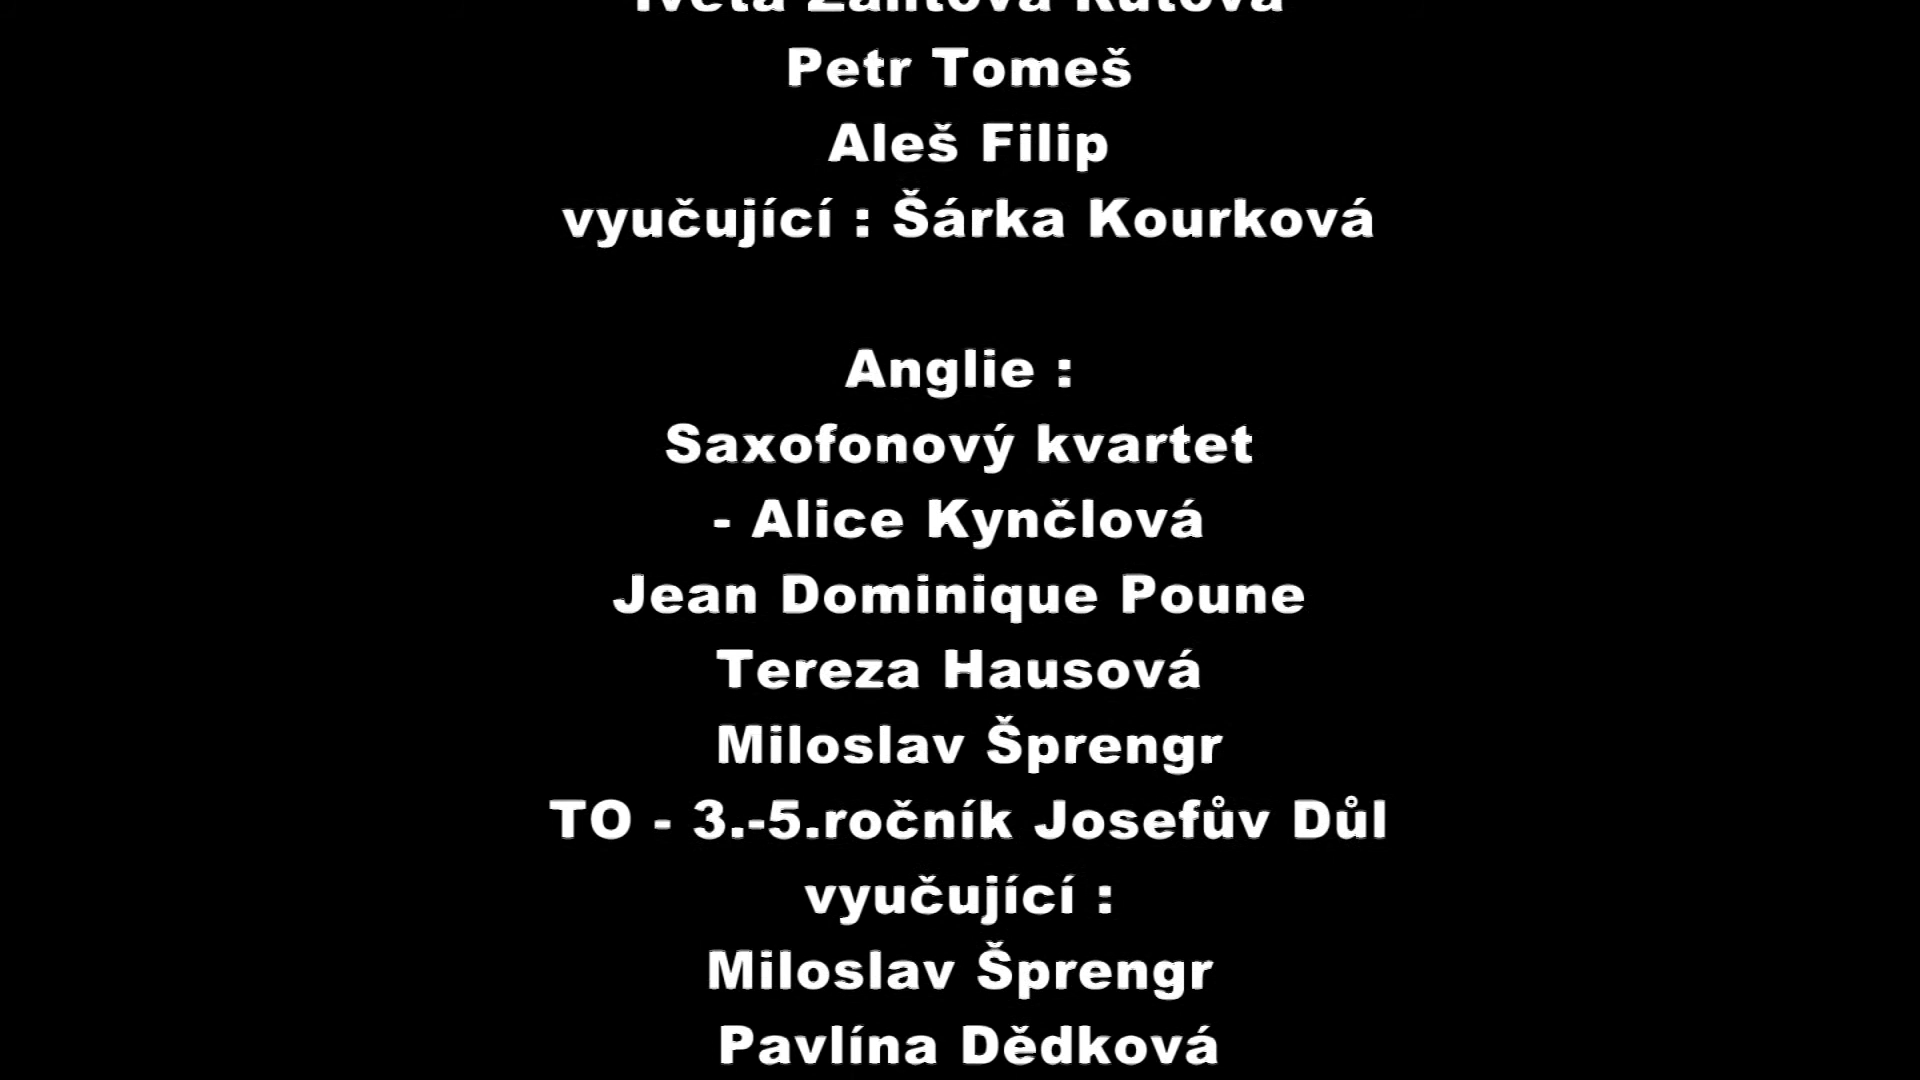 Iveta
Petr Tomeš
Aleš Filip
vyučující : Šárka Kourková
Anglie :
Saxofonový kvartet
- Alice Kynčlová
Jean Dominique Poune
Tereza Hausová
Miloslav Šprengr
TO - 3.-5.ročník Josefův Důl
vyučující :
Miloslav Šprengr
Pavlína Dědková